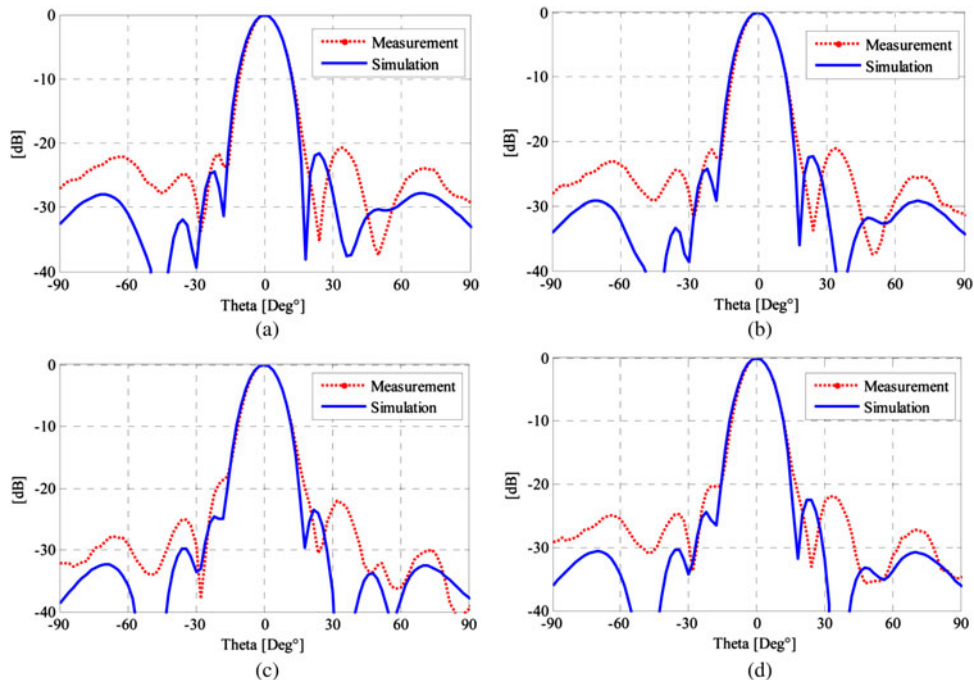 0
-10
-20
-30
-40
[dB]
Measurement
Simulation
-90 -60 -30 0 30 60 90
Theta [Deg°]
(a)
0
-10
-20
-30
-40
[dB]
Measurement
Simulation
-90 -60 -30 0 30 60 90
Theta [Deg°]
(b)
0
-10
-20
-30
-40
[dB]
Measurement
Simulation
-90 -60 -30 0 30 60 90
Theta [Deg°]
(c)
0
-10
-20
-30
-40
[dB]
Measurement
Simulation
-90 -60 -30 0 30 60 90
Theta [Deg°]
(d)